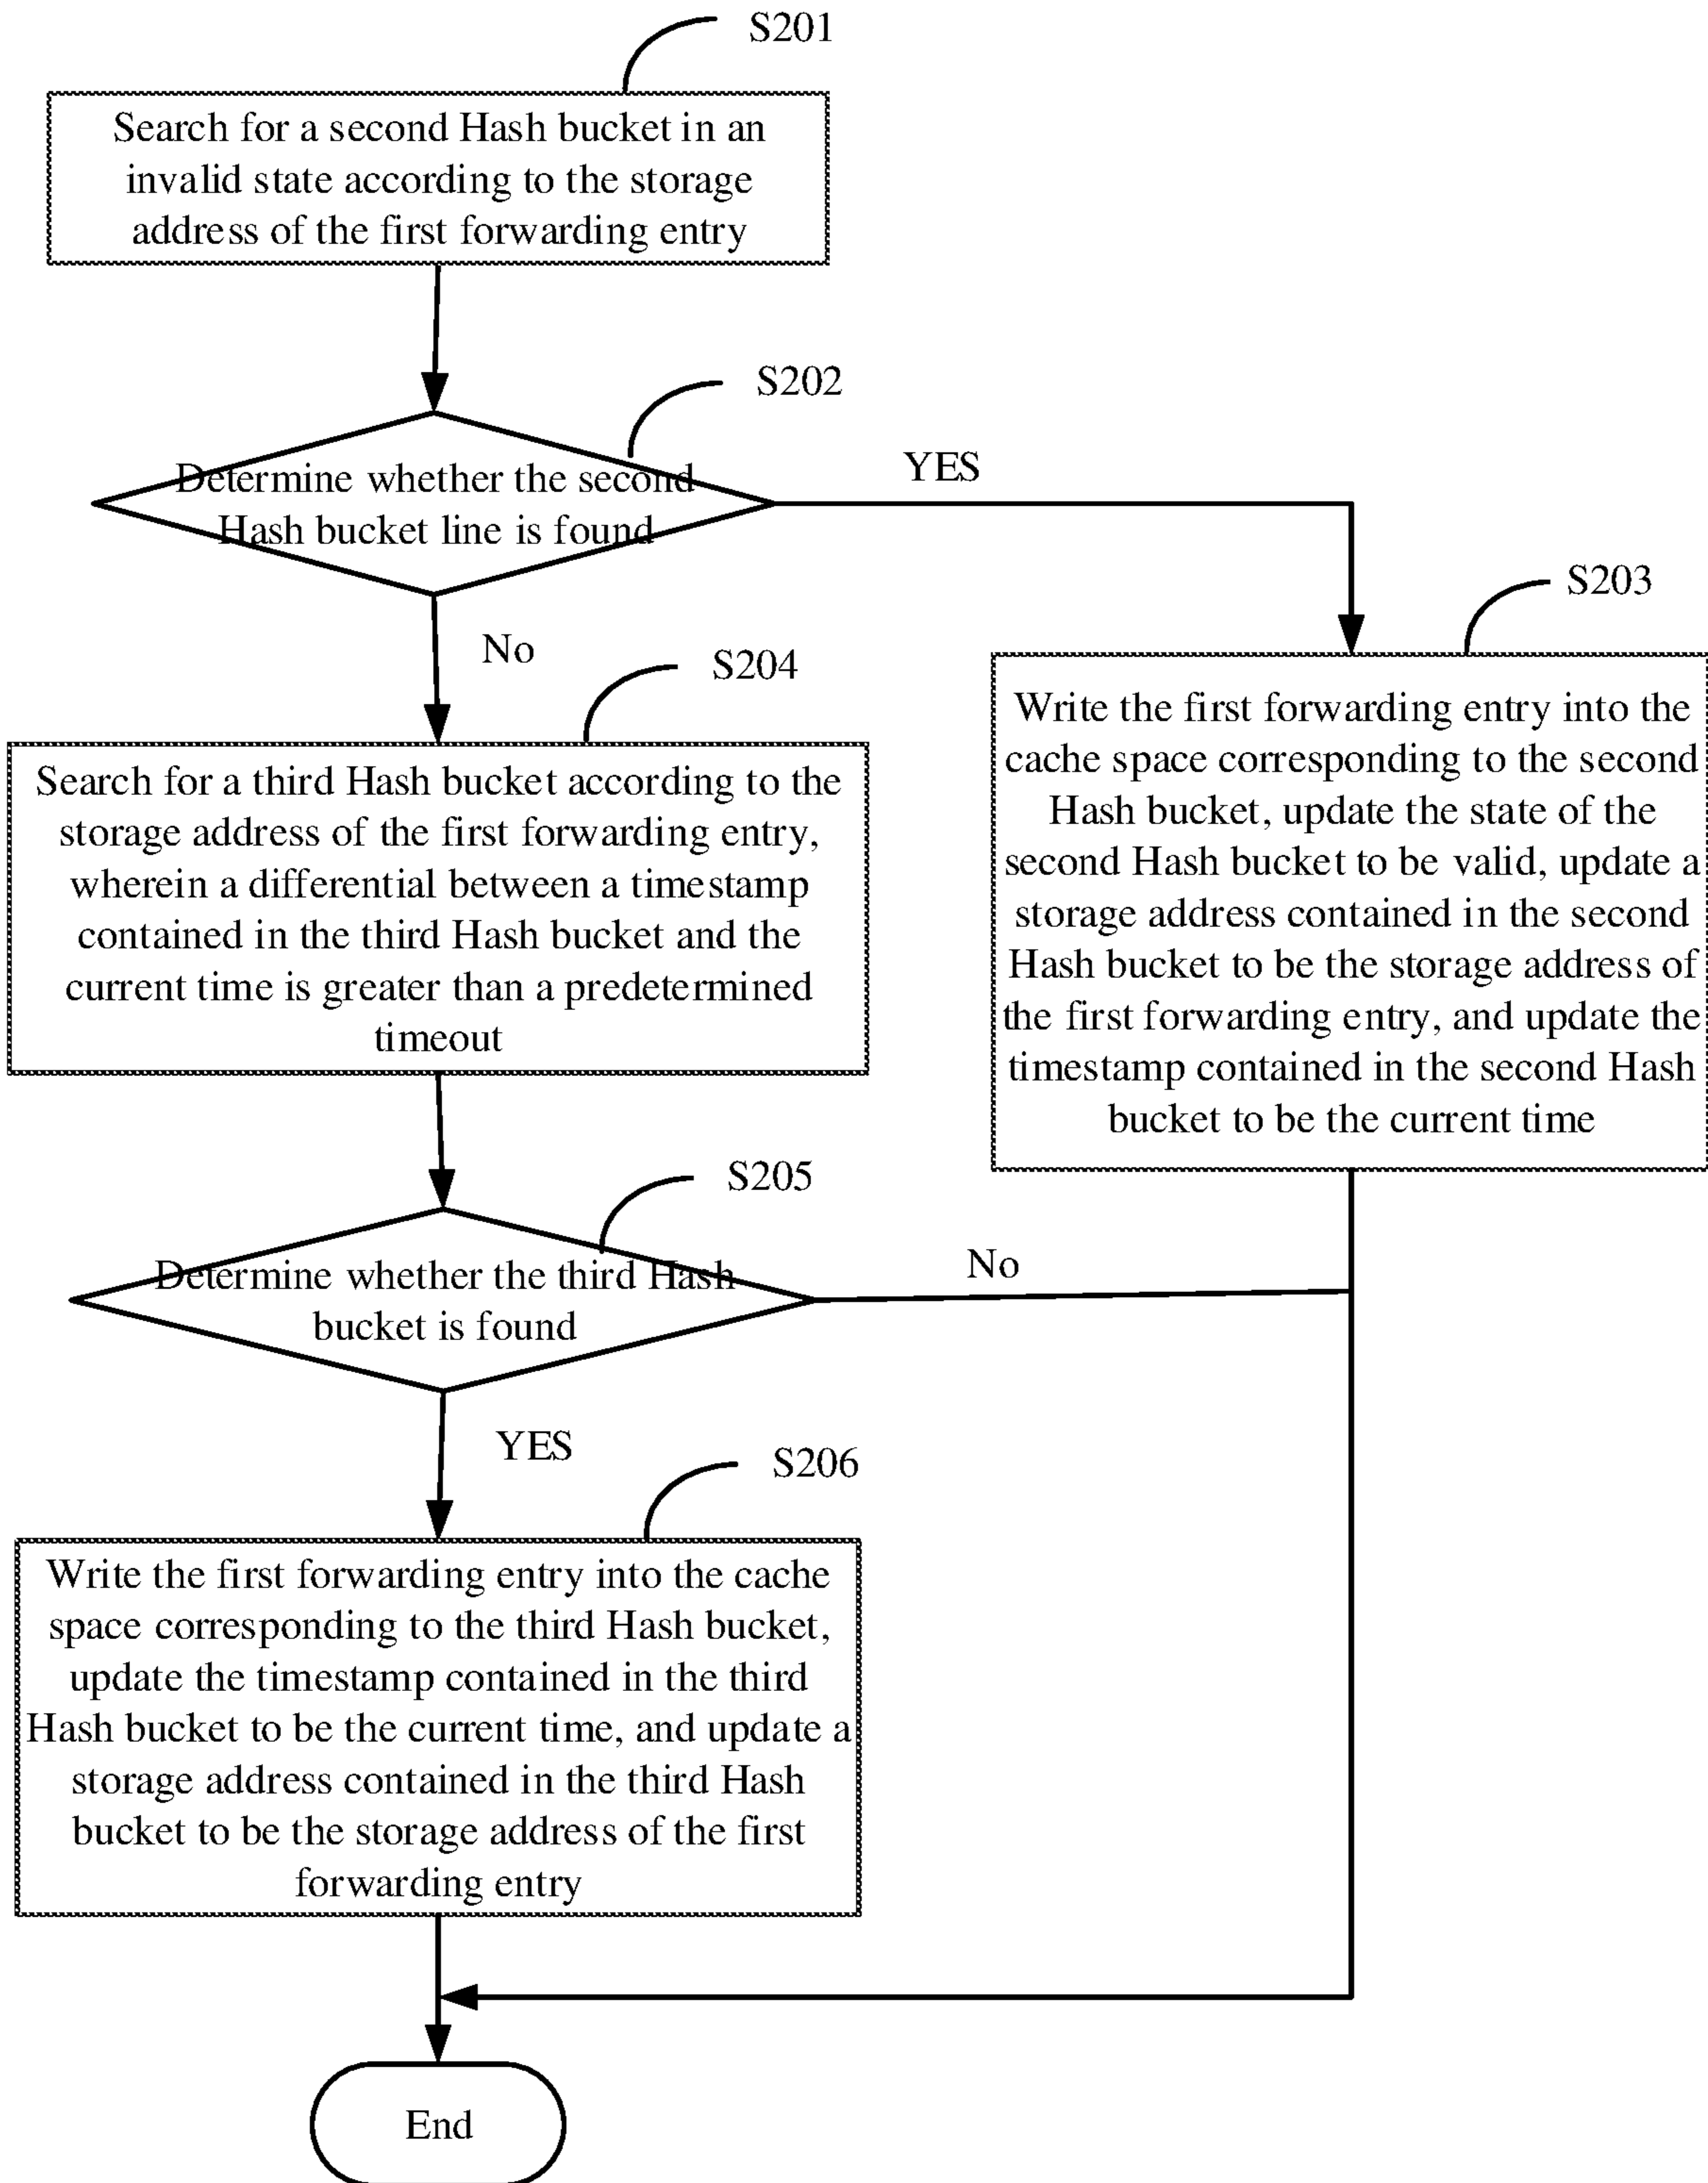 S201
Search for a second Hash bucket in an
invalid state according to the storage
address of the first forwarding entry
S202
Determine whether the second
Hash bucket line is found
YES
No
S203
Write the first forwarding entry into the
cache space corresponding to the second
Hash bucket, update the state of the
second Hash bucket to be valid, update a
storage address contained in the second
Hash bucket to be the storage address of
the first forwarding entry, and update the
timestamp contained in the second Hash
bucket to be the current time
S204
Search for a third Hash bucket according to the
storage address of the first forwarding entry,
wherein a differential between a timestamp
contained in the third Hash bucket and the
current time is greater than a predetermined
timeout
S205
Determine whether the third Hash
bucket is found
No
YES
S206
Write the first forwarding entry into the cache
space corresponding to the third Hash bucket,
update the timestamp contained in the third
Hash bucket to be the current time, and update a
storage address contained in the third Hash
bucket to be the storage address of the first
forwarding entry
End